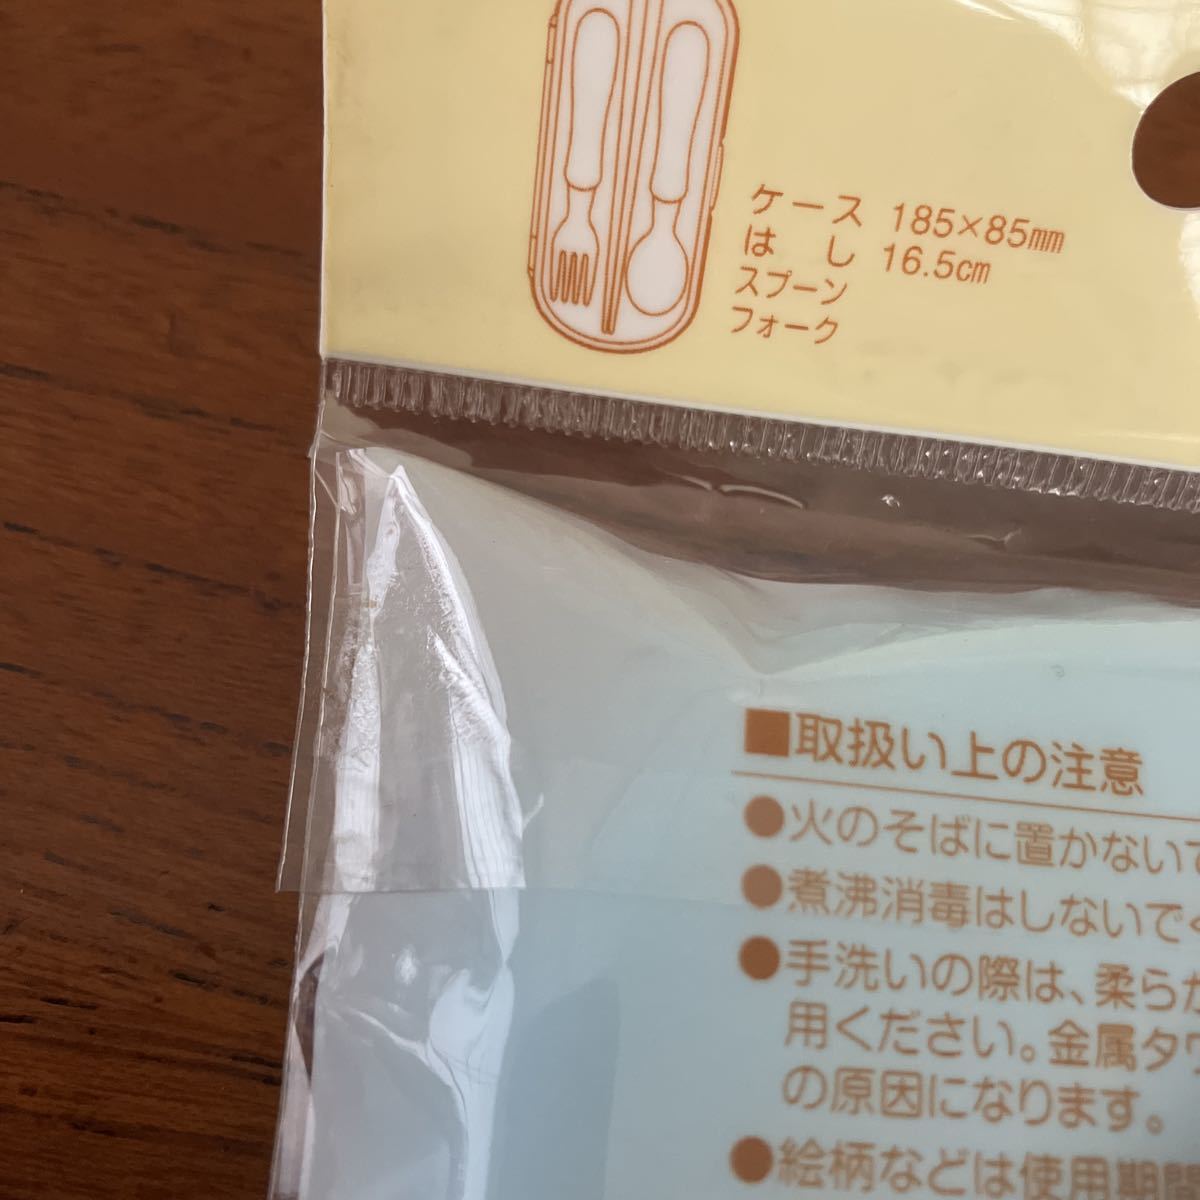 ケース 185×85㎜
はし 16.5㎝
スプーン
フォーク
■取扱い上の注意
●火のそばに置かないで
●煮沸消毒はしないでく
●手洗いの際は、柔らか
用ください。金属タワ
の原因になります。
●絵柄などは使用期間